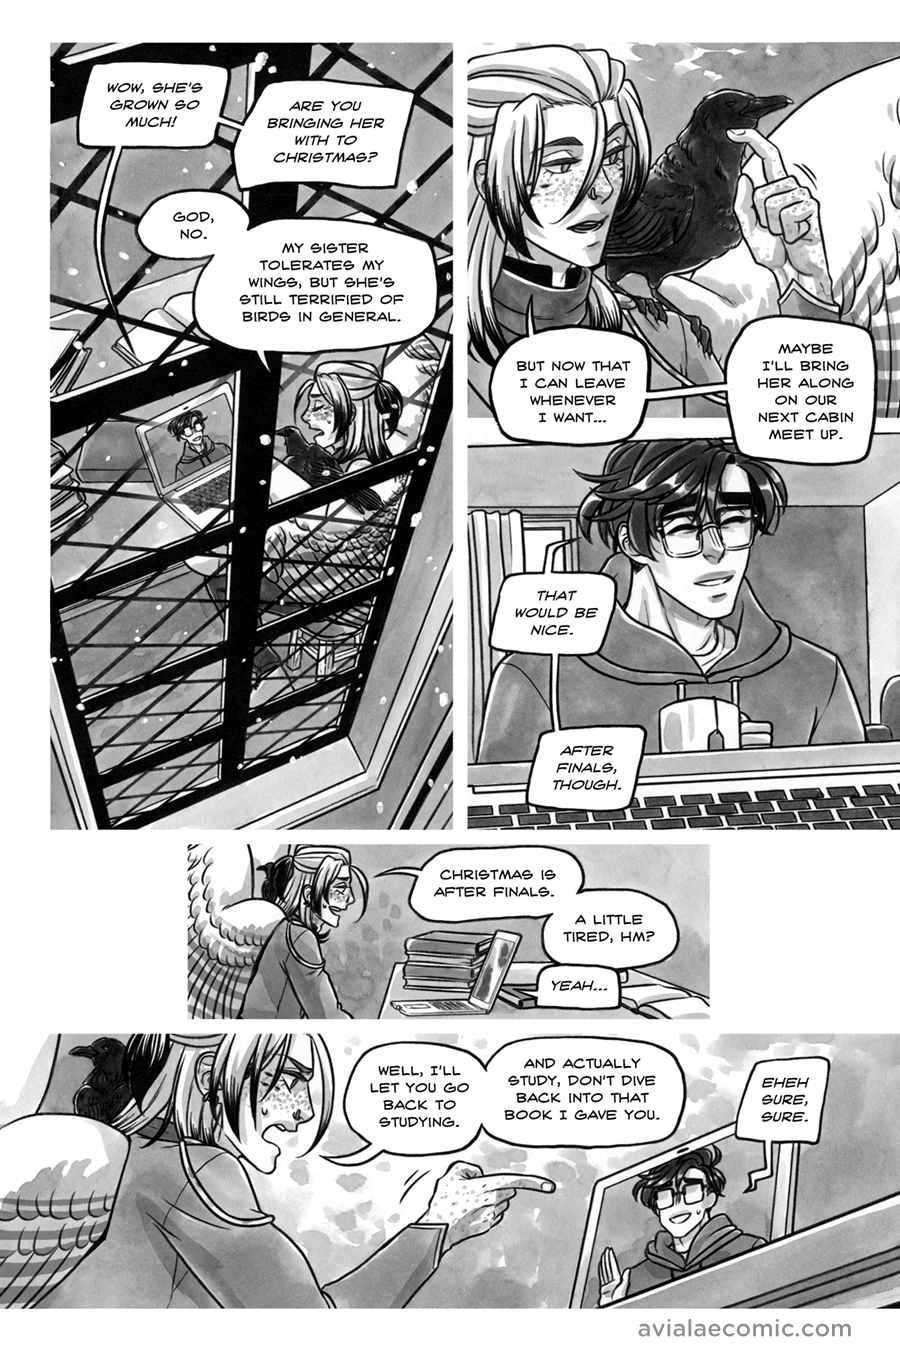 WOW, SHE'S
GROWN SO
MUCH!
ARE YOU
BRINGING HER
WITH TO
CHRISTMAS?
GOD,
NO.
MY SISTER
TOLERATES MY
WINGS, BUT SHE'S
STILL TERRIFIED OF
BIRDS IN GENERAL.
BUT NOW THAT
I CAN LEAVE
WHENEVER
I WANT...
MAYBE
I'LL BRING
HER ALONG
ON OUR
NEXT CABIN
MEET UP.
THAT
WOULD BE
NICE.
AFTER
FINALS,
THOUGH.
CHRISTMAS IS
AFTER FINALS.
A LITTLE
TIRED, HM?
YEAH...
WELL, I'LL
LET YOU GO
BACK TO
STUDYING.
AND ACTUALLY
STUDY, DON'T DIVE
BACK INTO THAT
BOOK I GAVE YOU.
EHEH
SURE,
SURE.
avialaecomic.com